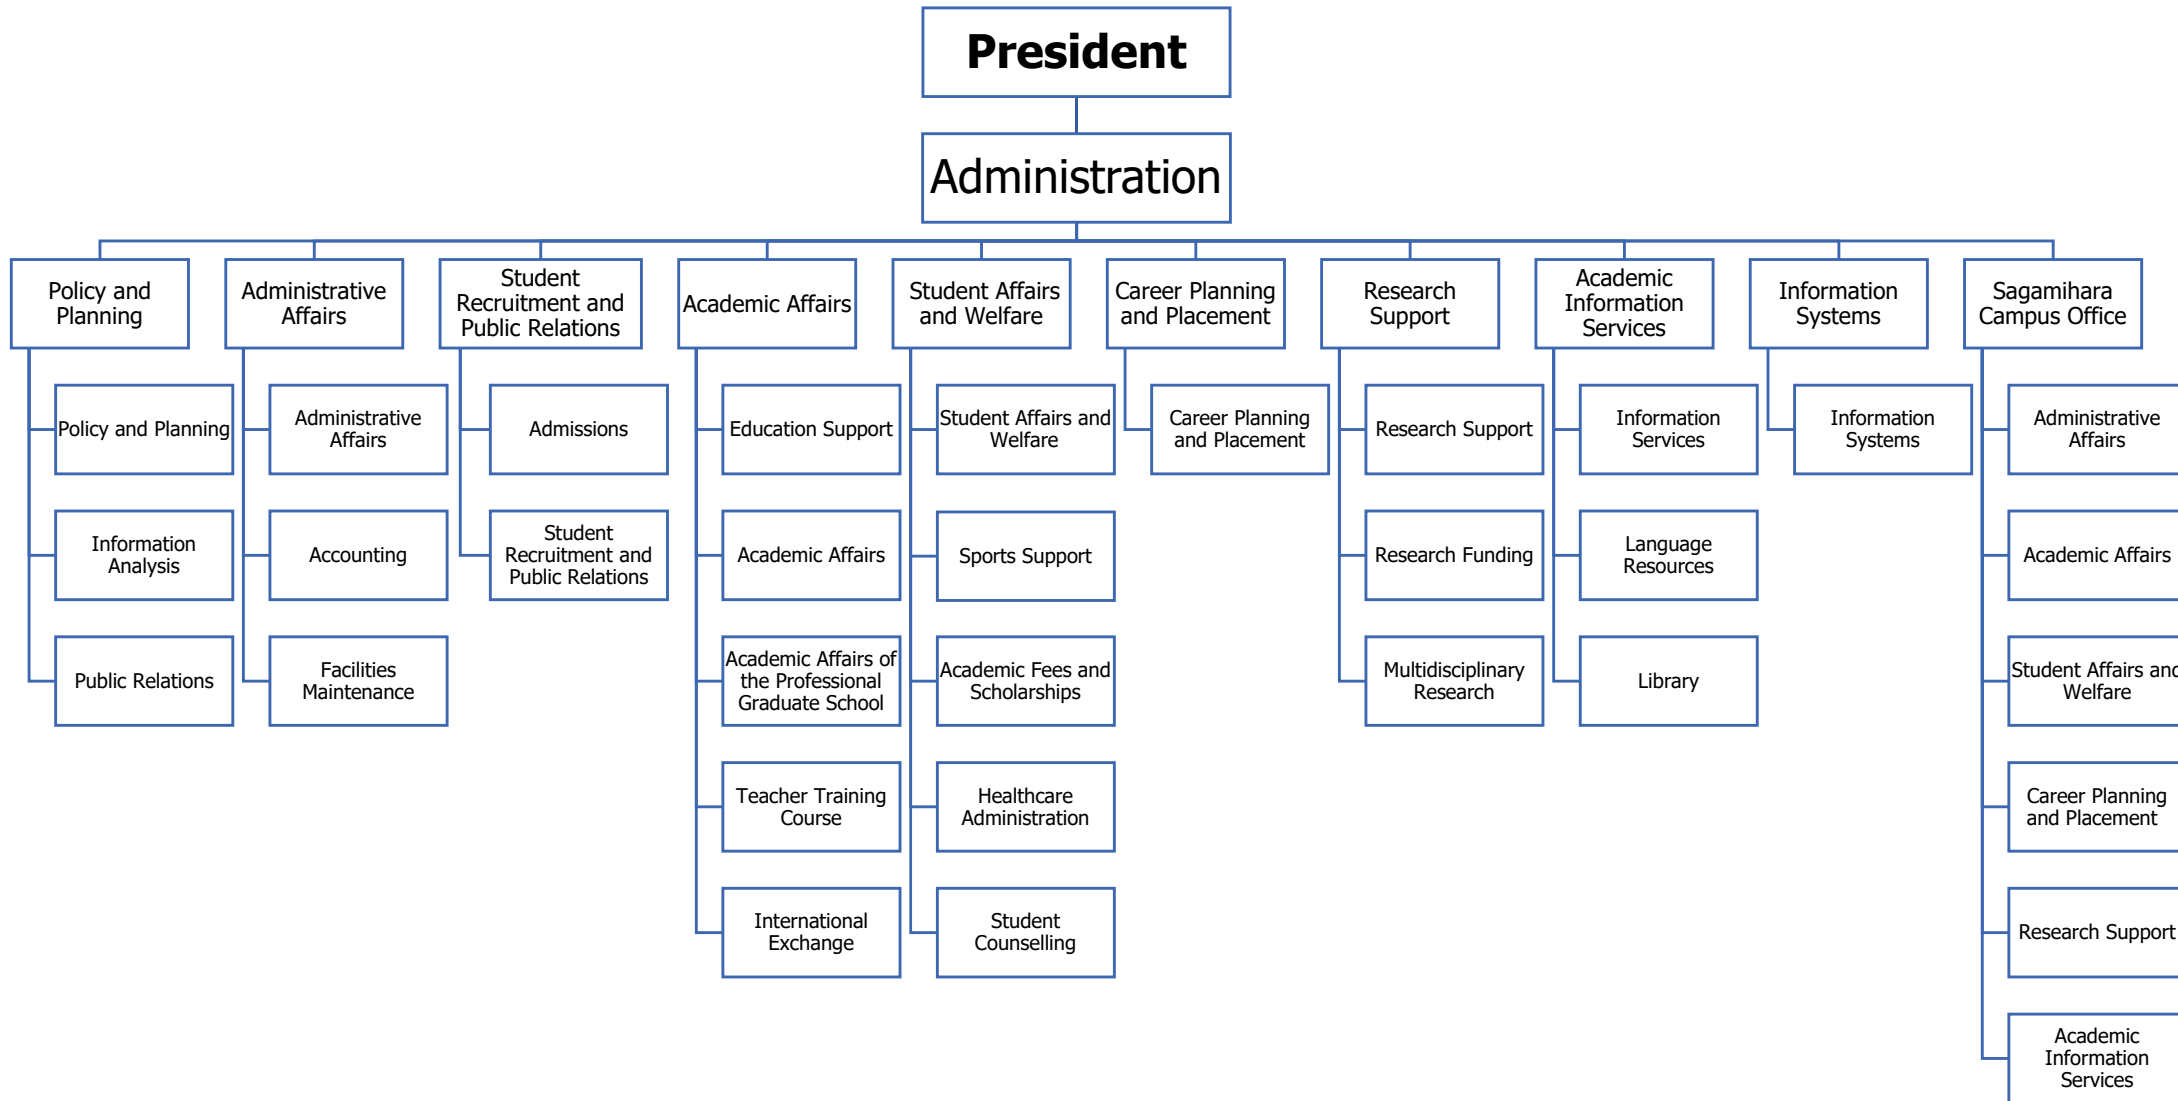 President
Administration
Policy and
Planning
Administrative
Affairs
Student
Recruitment and
Public Relations
Academic Affairs
Student Affairs
and Welfare
Career Planning
and Placement
Research
Support
Academic
Information
Services
Information
Systems
Sagamihara
Campus Office
Policy and Planning
Information
Analysis
Public Relations
Administrative
Affairs
Accounting
Facilities
Maintenance
Admissions
Student
Recruitment and
Public Relations
Education Support
Academic Affairs
Academic Affairs of
the Professional
Graduate School
Teacher Training
Course
International
Exchange
Student Affairs and
Welfare
Sports Support
Academic Fees and
Scholarships
Healthcare
Administration
Student
Counselling
Career Planning
and Placement
Research Support
Research Funding
Multidisciplinary
Research
Information
Services
Language
Resources
Library
Information
Systems
Administrative
Affairs
Academic Affairs
Student Affairs and
Welfare
Career Planning
and Placement
Research Support
Academic
Information
Services